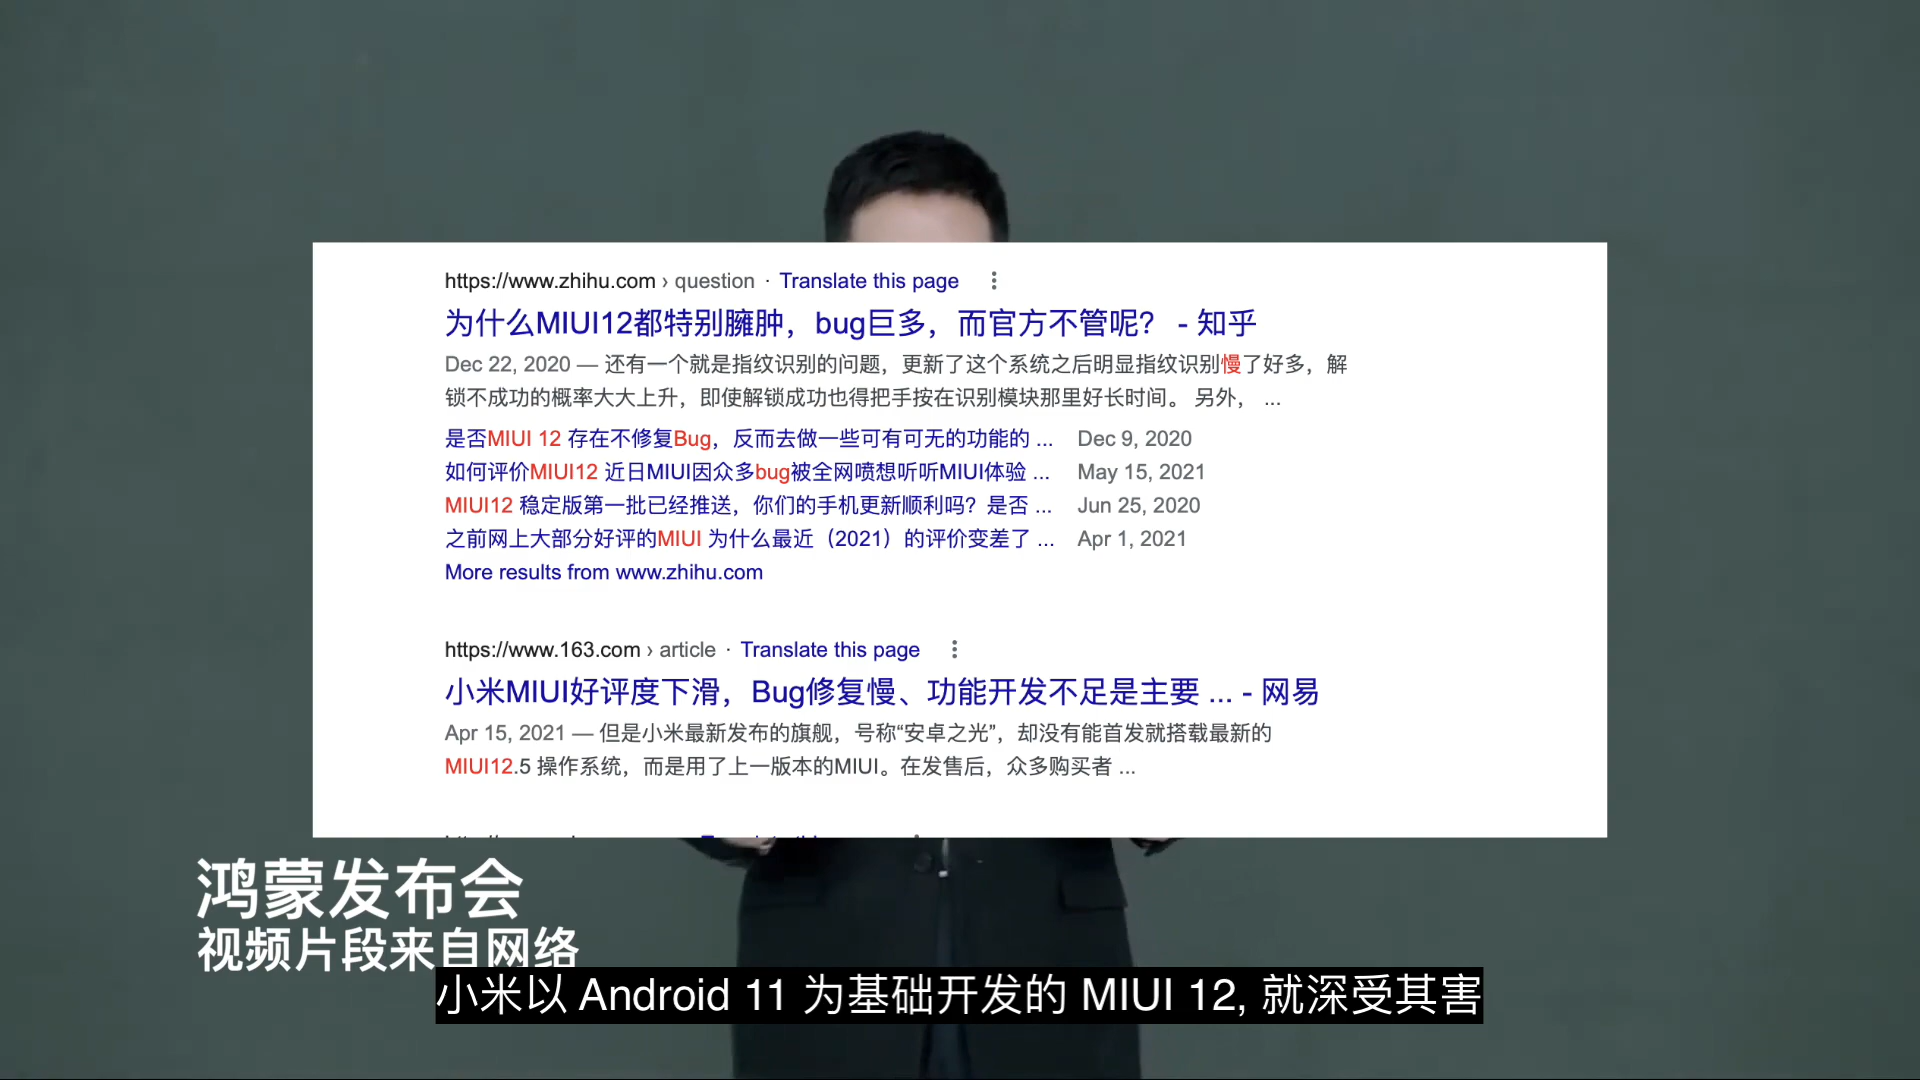 https://www.zhihu.com › question · Translate this page
为什么MIUI12都特别臃肿，bug巨多，而官方不管呢？ - 知乎
Dec 22, 2020 — 还有一个就是指纹识别的问题，更新了这个系统之后明显指纹识别慢了好多，解
锁不成功的概率大大上升，即使解锁成功也得把手按在识别模块那里好长时间。 另外， ...
是否MIUI 12 存在不修复Bug，反而去做一些可有可无的功能的 ... Dec 9, 2020
如何评价MIUI12 近日MIUI因众多bug被全网喷想听听MIUI体验 ... May 15, 2021
MIUI12 稳定版第一批已经推送，你们的手机更新顺利吗？是否 ... Jun 25, 2020
之前网上大部分好评的MIUI 为什么最近（2021）的评价变差了 ... Apr 1, 2021
More results from www.zhihu.com
https://www.163.com › article · Translate this page
小米MIUI好评度下滑，Bug修复慢、功能开发不足是主要 ... - 网易
Apr 15, 2021 — 但是小米最新发布的旗舰，号称“安卓之光”，却没有能首发就搭载最新的
MIUI12.5 操作系统，而是用了上一版本的MIUI。在发售后，众多购买者 ...
鸿蒙发布会
视频片段来自网络
小米以 Android 11 为基础开发的 MIUI 12, 就深受其害